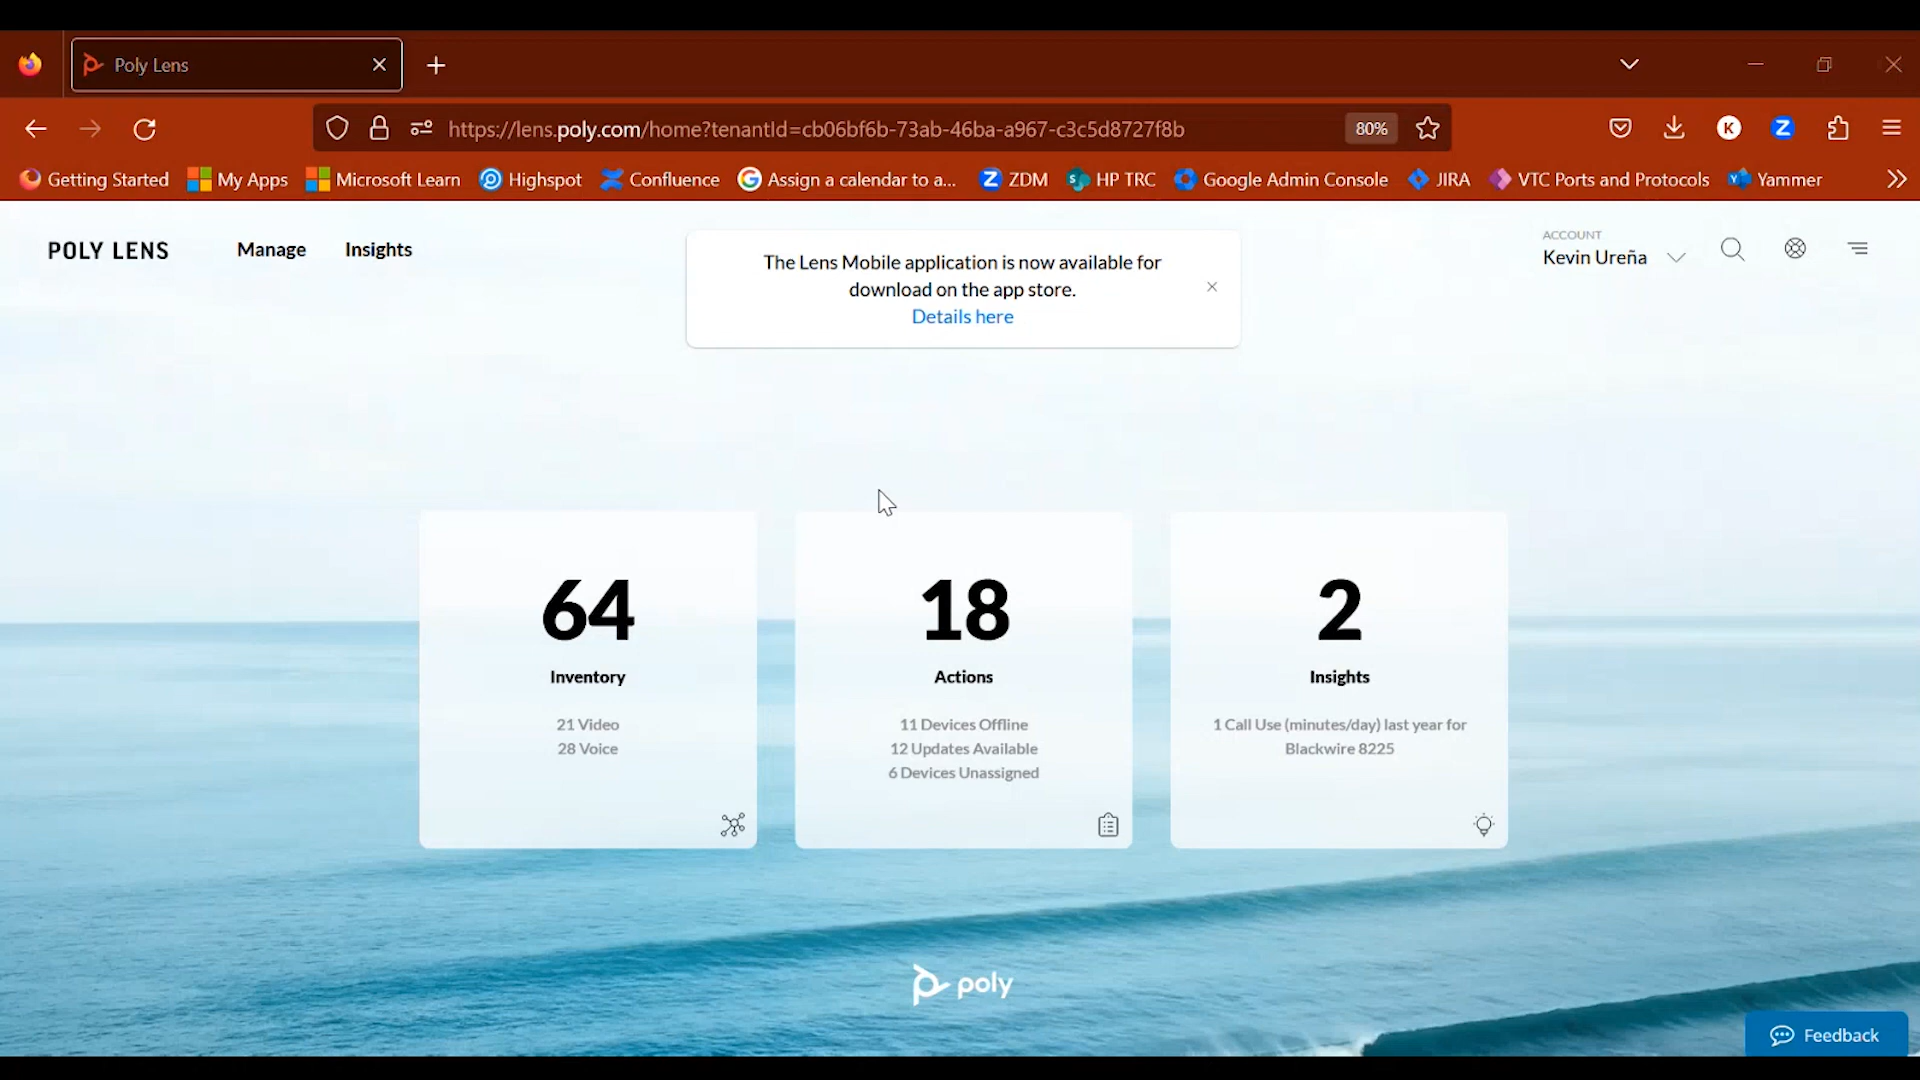 Poly Lens
https://lens.poly.com/home?tenantId=cb06bf6b-73ab-46ba-a967-c3c5d8727f8b
80%
K
Z
Getting Started
My Apps
Microsoft Learn
Highspot
Confluence
Assign a calendar to a...
ZDM
HP TRC
Google Admin Console
JIRA
VTC Ports and Protocols
Yammer
POLY LENS
Manage
Insights
The Lens Mobile application is now available for
download on the app store.
Details here
ACCOUNT
Kevin Ureña
64
Inventory
21 Video
28 Voice
18
Actions
11 Devices Offline
12 Updates Available
6 Devices Unassigned
2
Insights
1 Call Use (minutes/day) last year for
Blackwire 8225
poly
Feedback